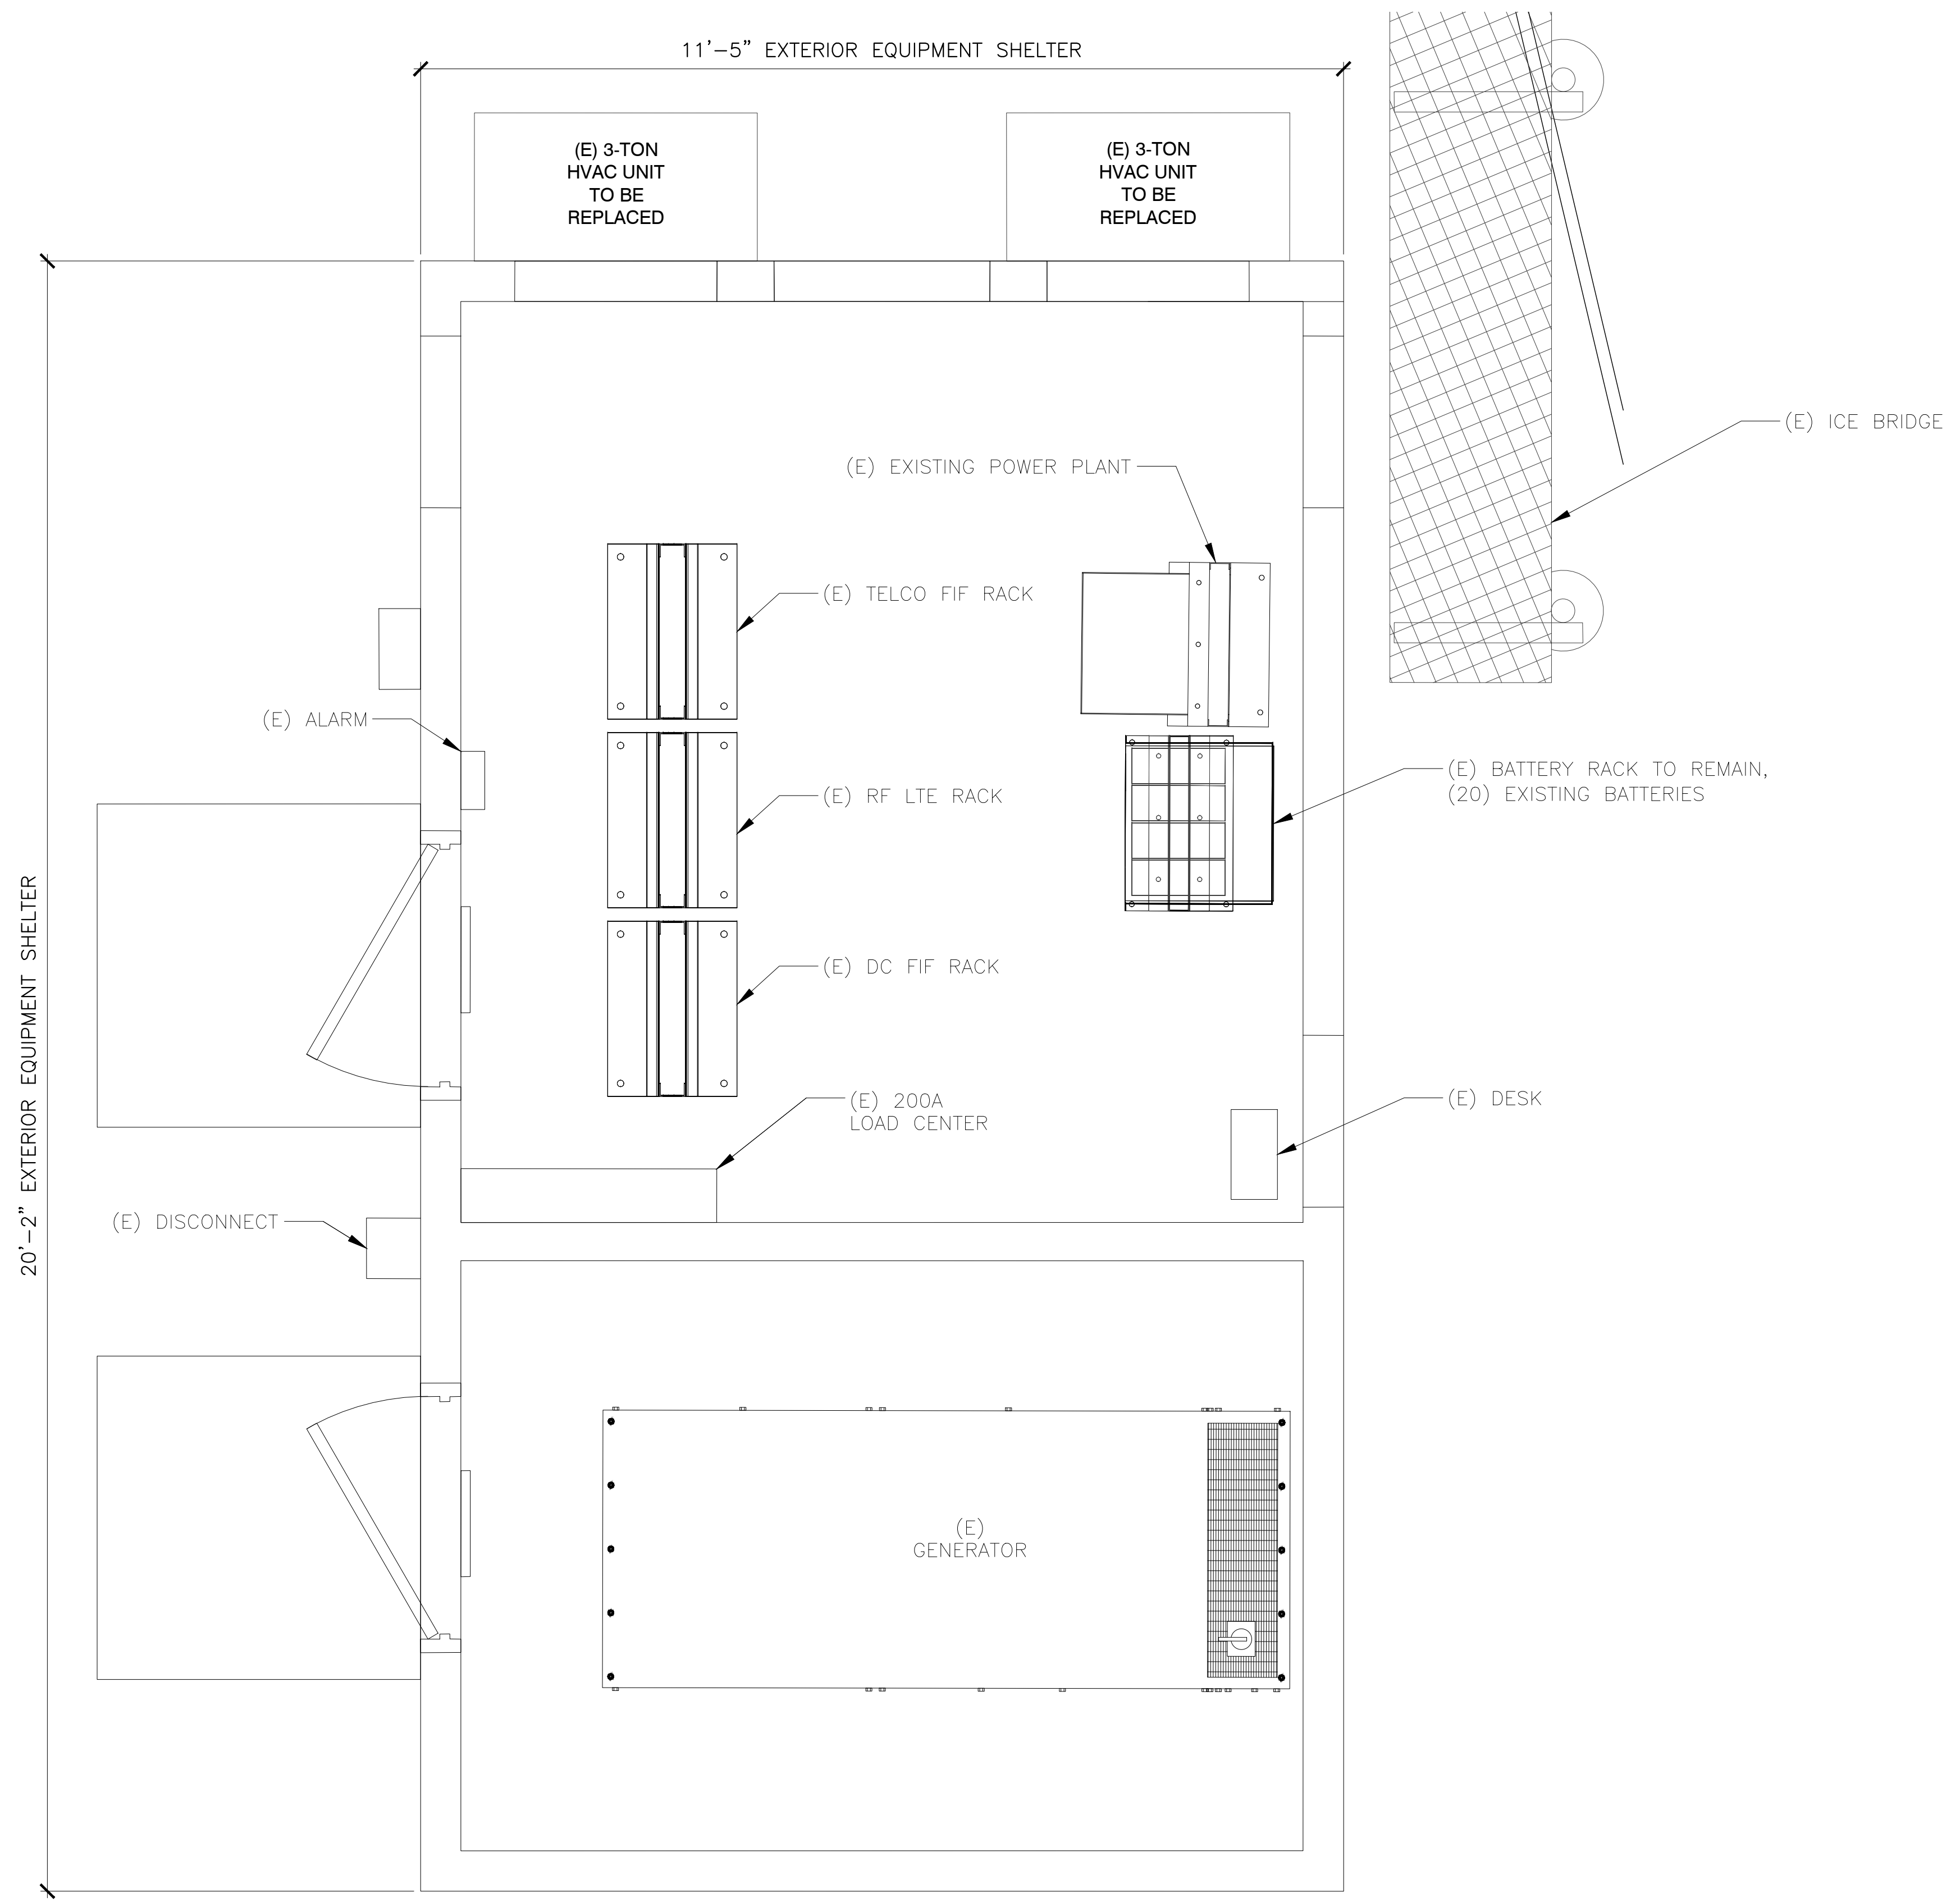 11'-5" EXTERIOR EQUIPMENT SHELTER
(E) 3-TON
HVAC UNIT
TO BE
REPLACED
(E) 3-TON
HVAC UNIT
TO BE
REPLACED
(E) ICE BRIDGE
(E) EXISTING POWER PLANT
(E) TELCO FIF RACK
(E) ALARM
(E) BATTERY RACK TO REMAIN,
(20) EXISTING BATTERIES
(E) RF LTE RACK
(E) DC FIF RACK
20'-2" EXTERIOR EQUIPMENT SHELTER
(E) 200A
LOAD CENTER
(E) DESK
(E) DISCONNECT
(E)
GENERATOR